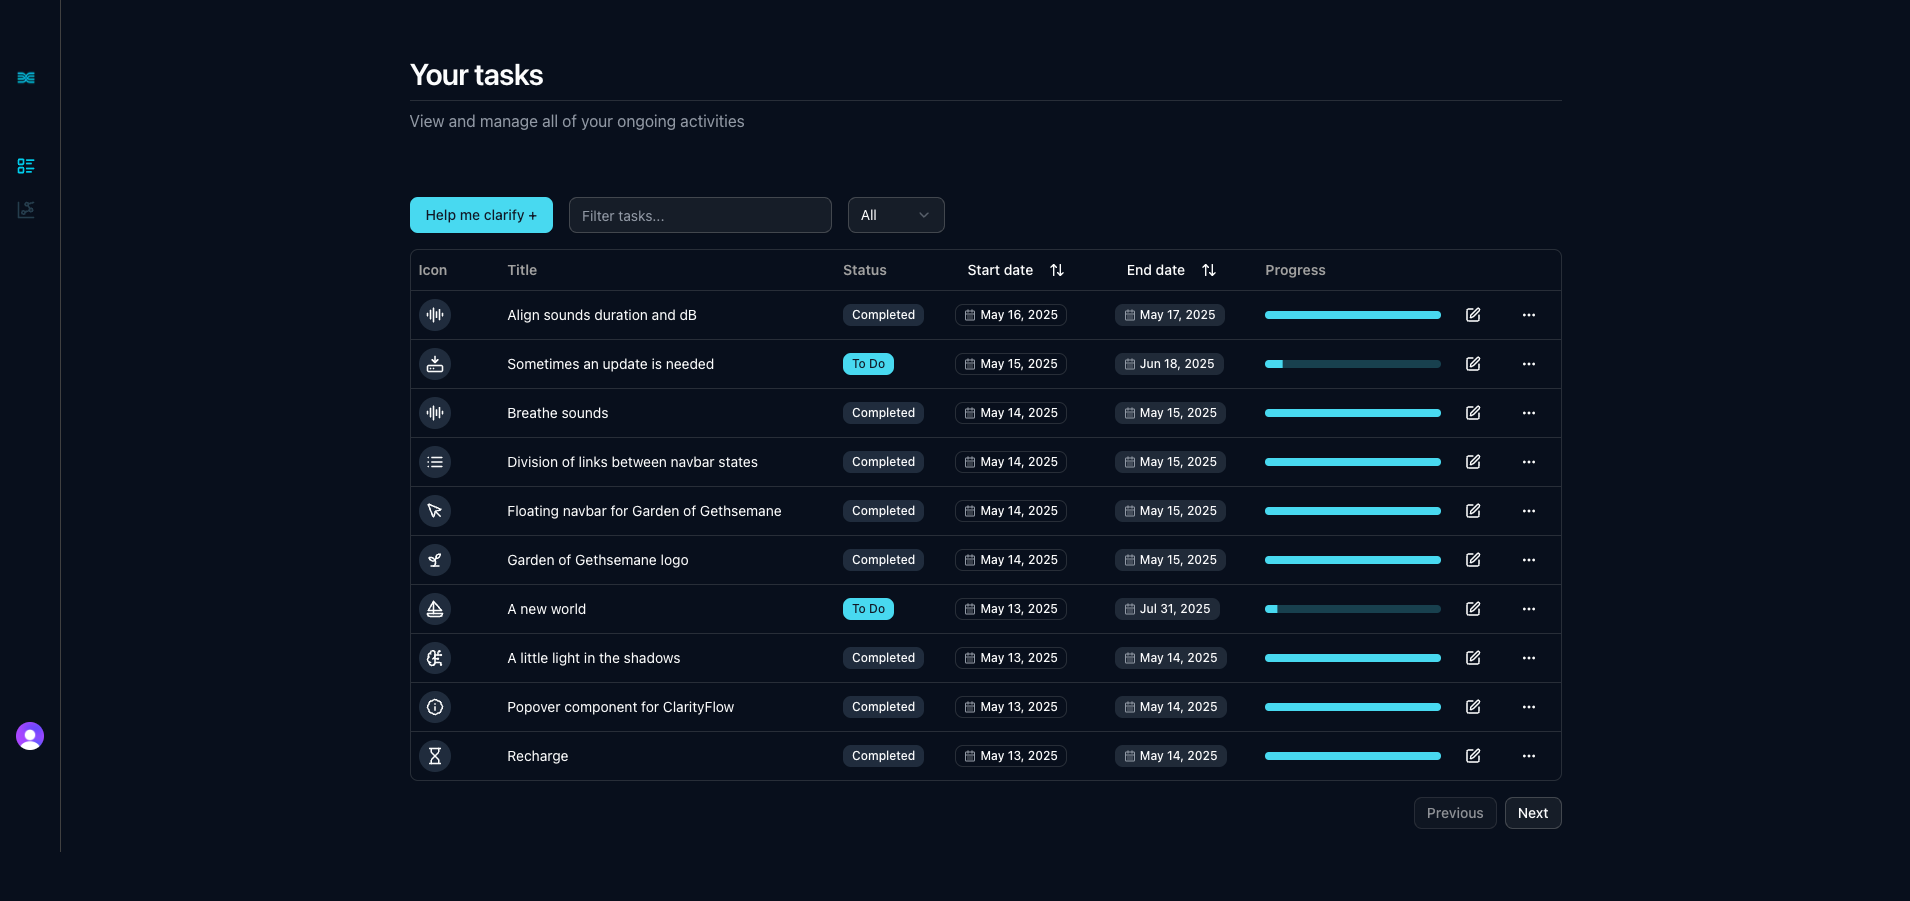 Your tasks
View and manage all of your ongoing activities
Help me clarify + Filter tasks... All
Icon Title Status Start date End date Progress
Align sounds duration and dB Completed May 16, 2025 May 17, 2025
Sometimes an update is needed To Do May 15, 2025 Jun 18, 2025
Breathe sounds Completed May 14, 2025 May 15, 2025
Division of links between navbar states Completed May 14, 2025 May 15, 2025
Floating navbar for Garden of Gethsemane Completed May 14, 2025 May 15, 2025
Garden of Gethsemane logo Completed May 14, 2025 May 15, 2025
A new world To Do May 13, 2025 Jul 31, 2025
A little light in the shadows Completed May 13, 2025 May 14, 2025
Popover component for ClarityFlow Completed May 13, 2025 May 14, 2025
Recharge Completed May 13, 2025 May 14, 2025
Previous Next